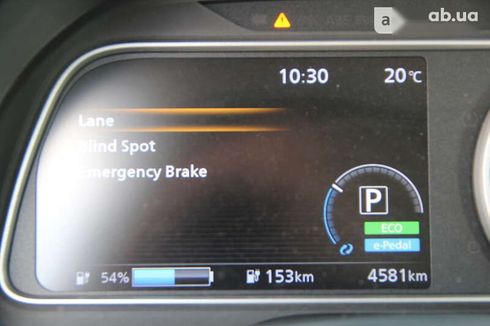 a ab.ua
10:30 20°C
Lane
Blind Spot
Emergency Brake
P
ECO
e-Pedal
54% 153km 4581km